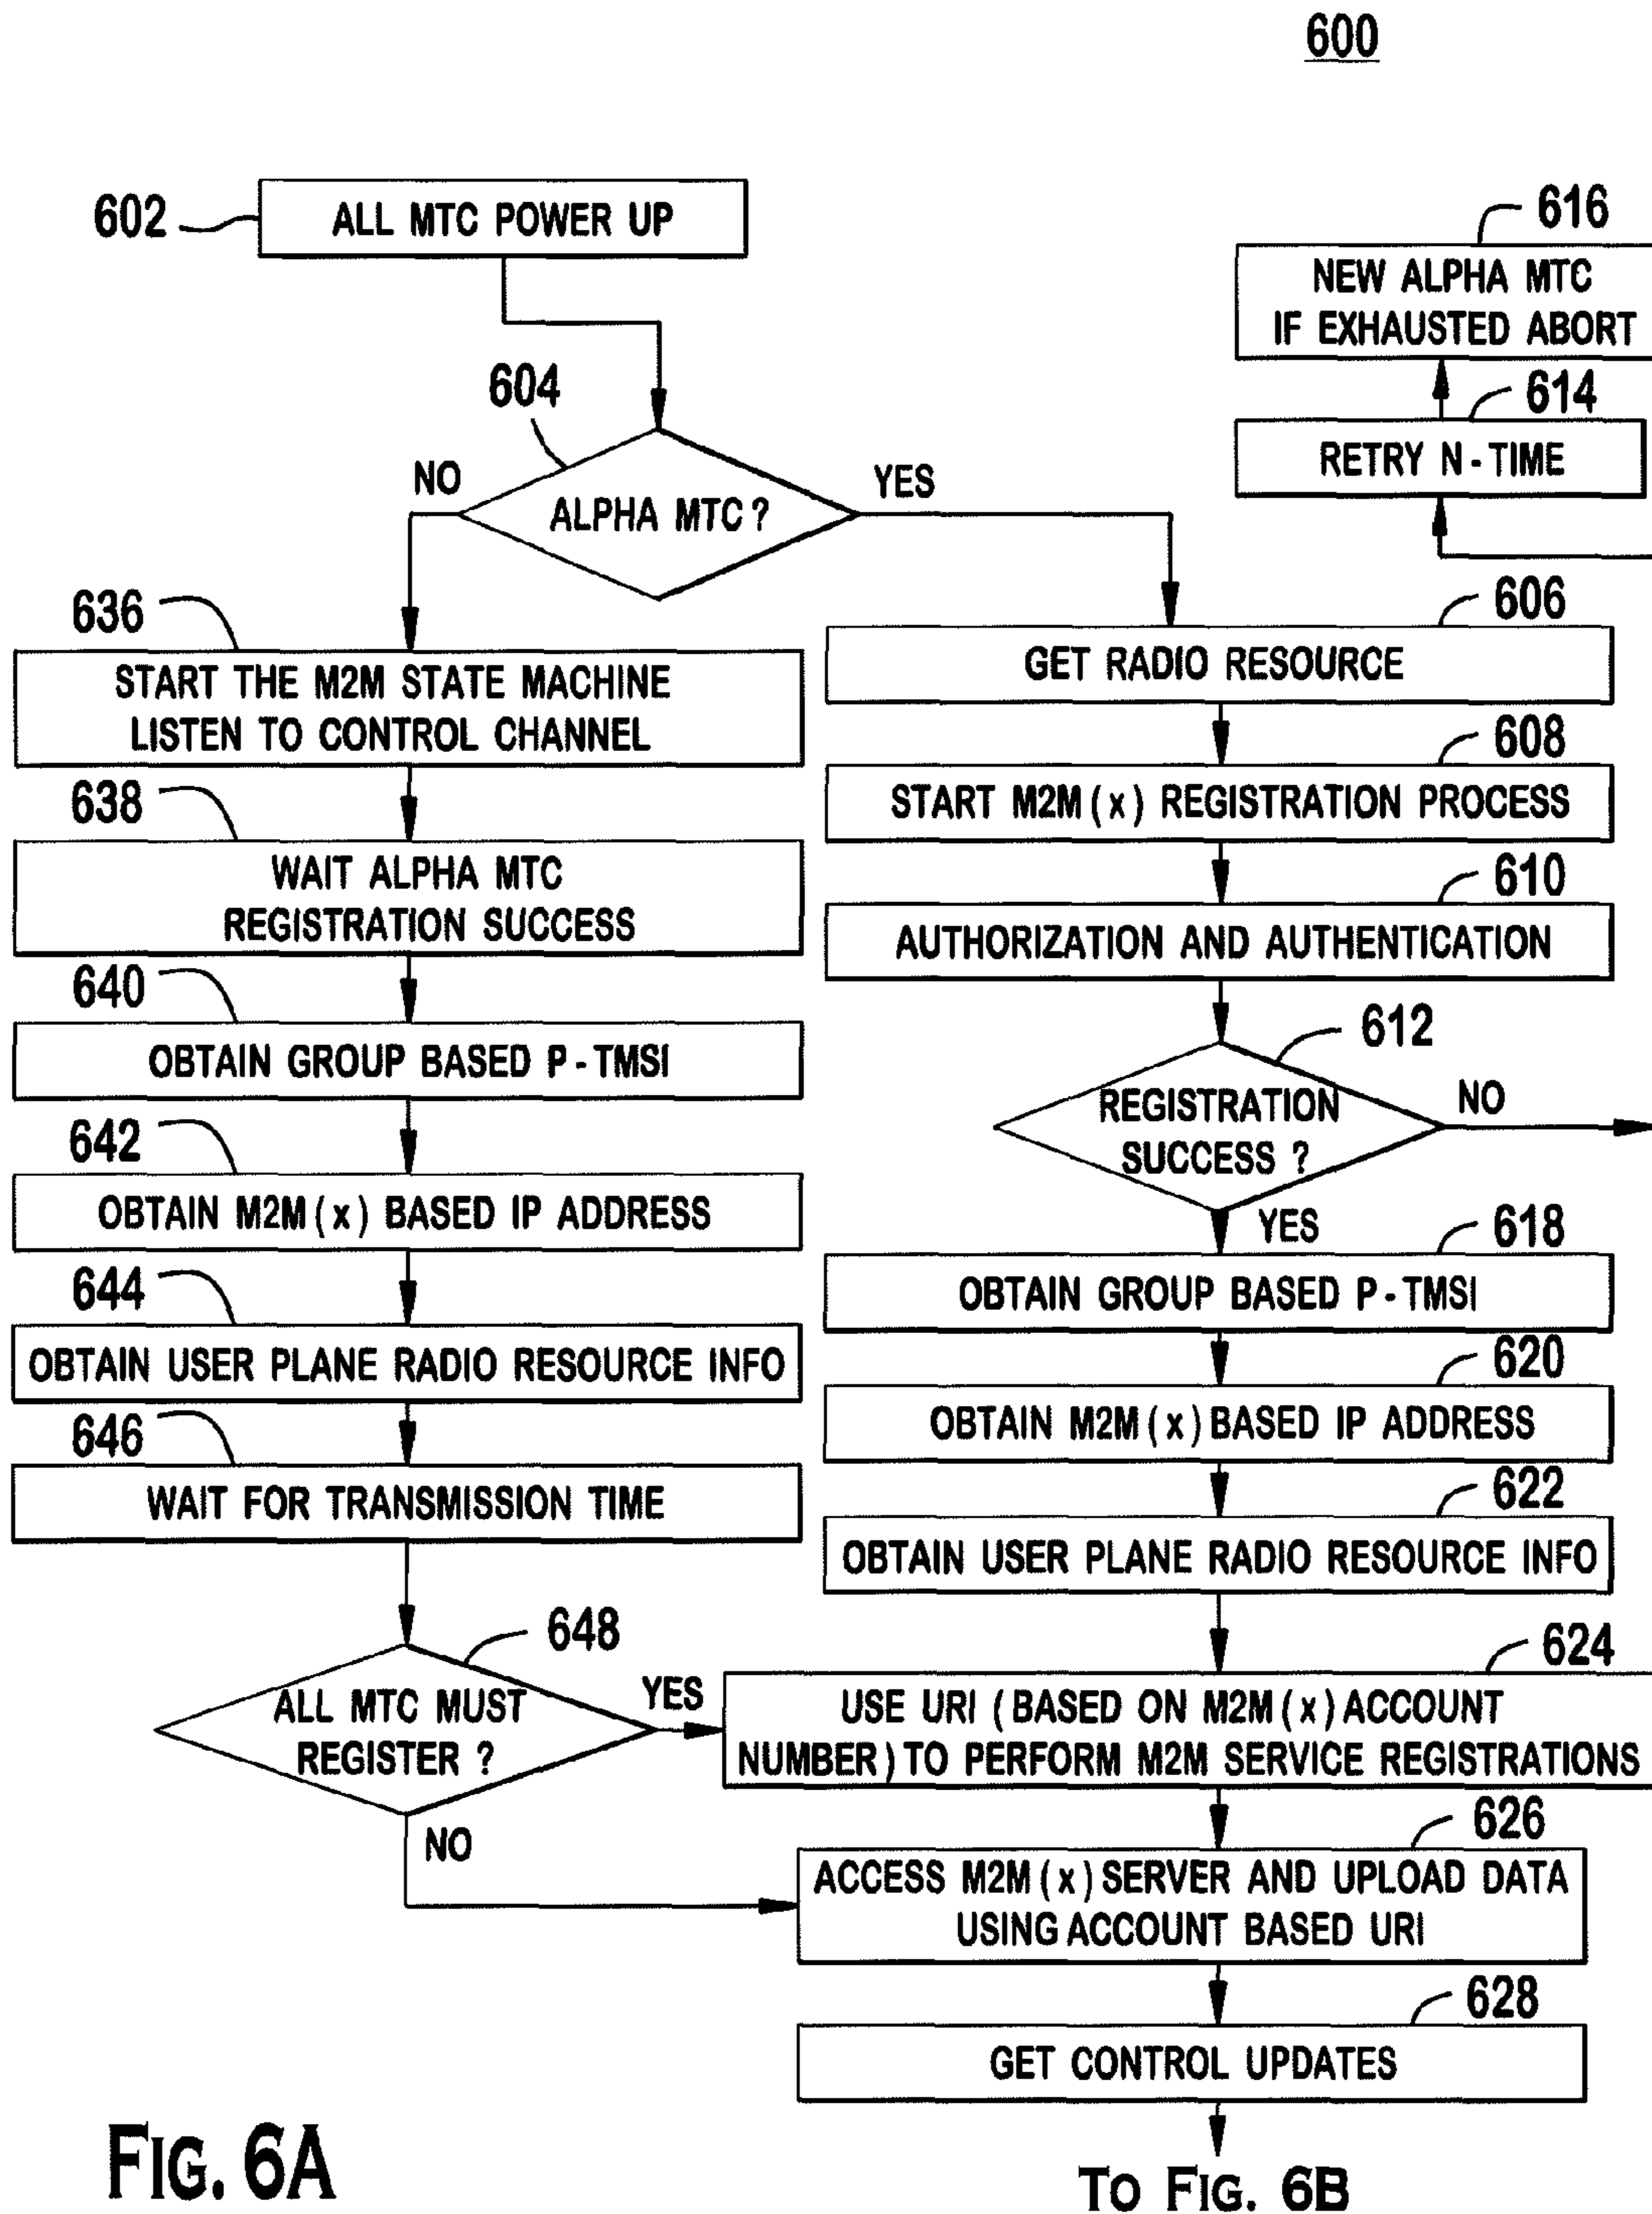 600
602
ALL MTC POWER UP
616
NEW ALPHA MTC
IF EXHAUSTED ABORT
614
RETRY N - TIME
604
NO
ALPHA MTC ?
YES
636
START THE M2M STATE MACHINE
LISTEN TO CONTROL CHANNEL
638
WAIT ALPHA MTC
REGISTRATION SUCCESS
640
OBTAIN GROUP BASED P - TMSI
642
OBTAIN M2M ( x ) BASED IP ADDRESS
644
OBTAIN USER PLANE RADIO RESOURCE INFO
646
WAIT FOR TRANSMISSION TIME
648
ALL MTC MUST
REGISTER ?
YES
NO
606
GET RADIO RESOURCE
608
START M2M ( x ) REGISTRATION PROCESS
610
AUTHORIZATION AND AUTHENTICATION
612
REGISTRATION
SUCCESS ?
NO
YES
618
OBTAIN GROUP BASED P - TMSI
620
OBTAIN M2M ( x ) BASED IP ADDRESS
622
OBTAIN USER PLANE RADIO RESOURCE INFO
624
USE URI ( BASED ON M2M ( x ) ACCOUNT
NUMBER ) TO PERFORM M2M SERVICE REGISTRATIONS
626
ACCESS M2M ( x ) SERVER AND UPLOAD DATA
USING ACCOUNT BASED URI
628
GET CONTROL UPDATES
FIG. 6A
TO FIG. 6B